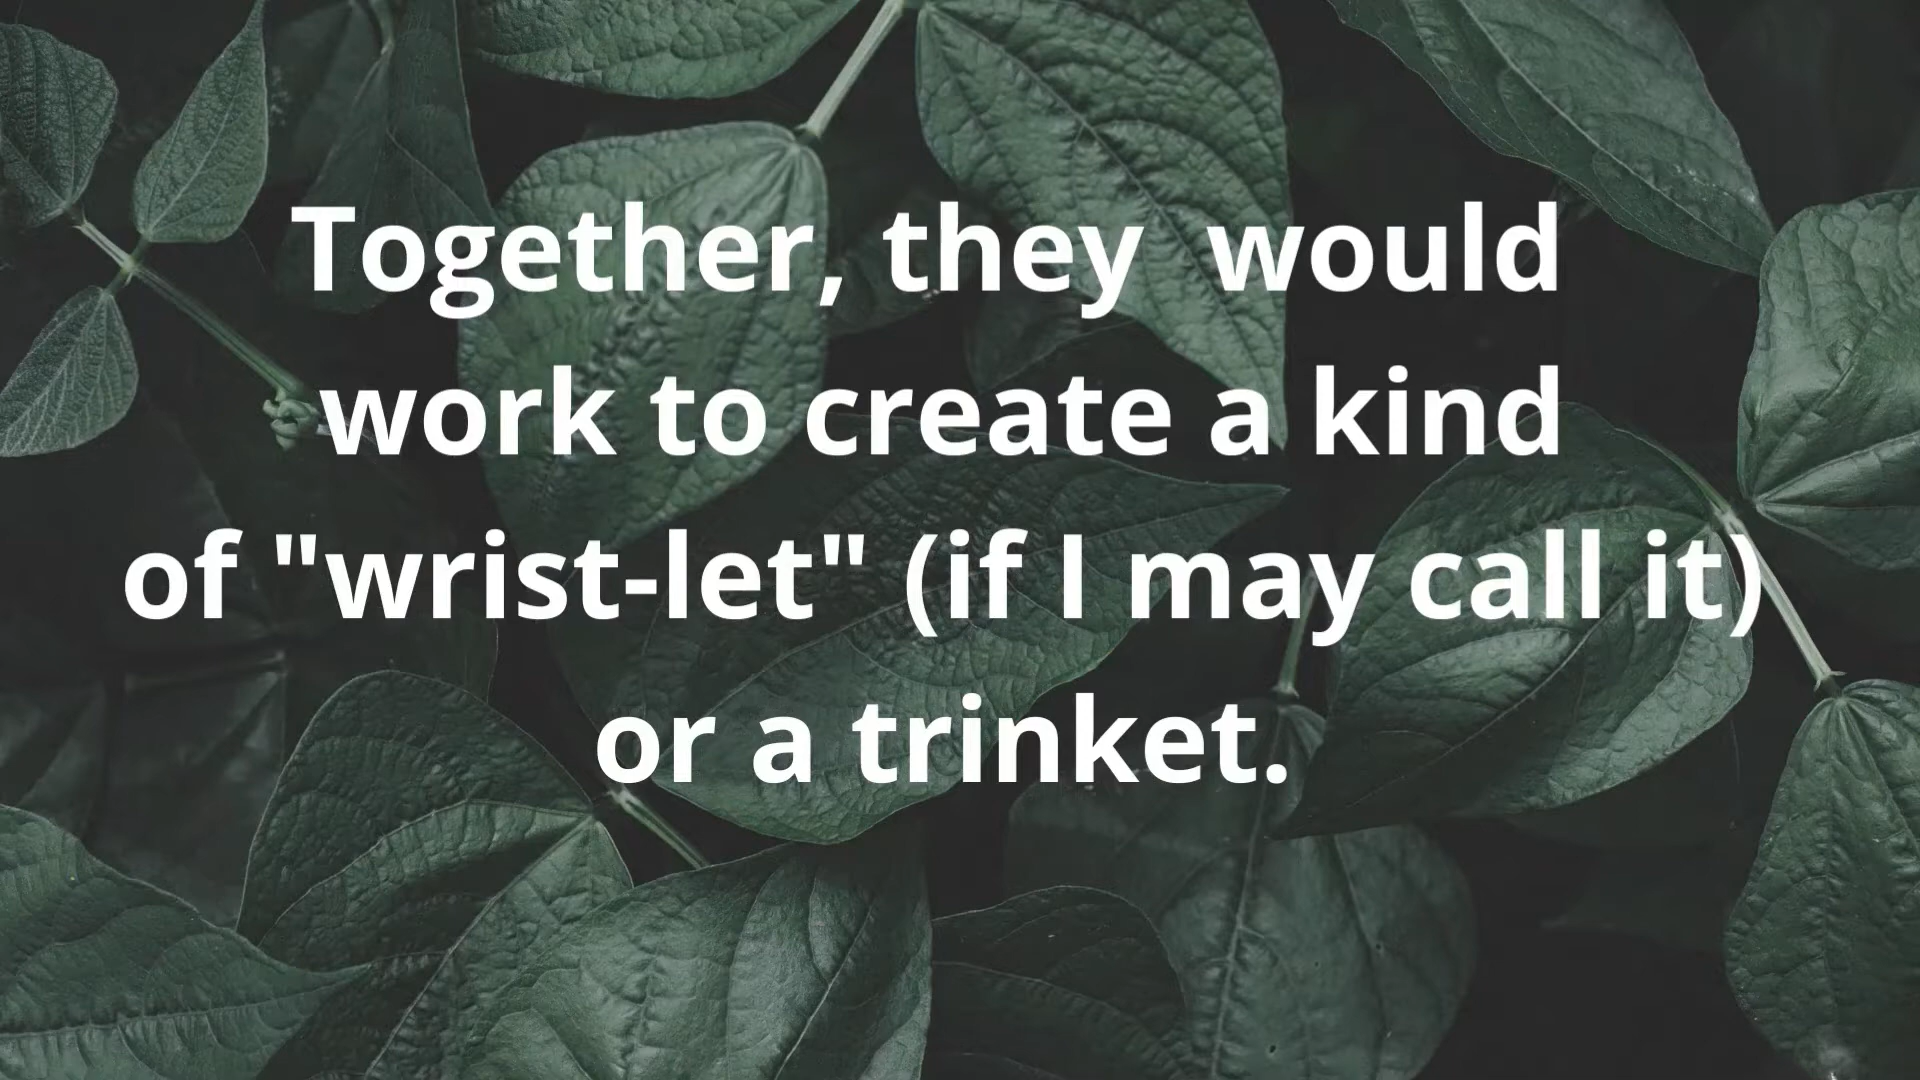 Together, they  would
work to create a kind
of "wrist-let" (if I may call it)
or a trinket.